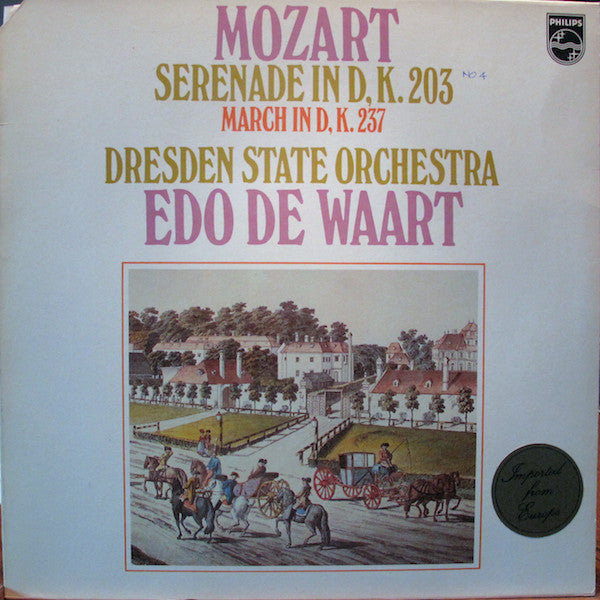 MOZART
PHILIPS
SERENADE IN D, K. 203
NO. 4
MARCH IN D, K. 237
DRESDEN STATE ORCHESTRA
EDO DE WAART
Imported
from
Europe